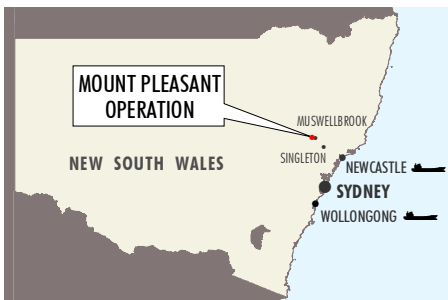 MOUNT PLEASANT
OPERATION
MUSWELLBROOK
SINGLETON
NEW SOUTH WALES
NEWCASTLE
SYDNEY
WOLLONGONG